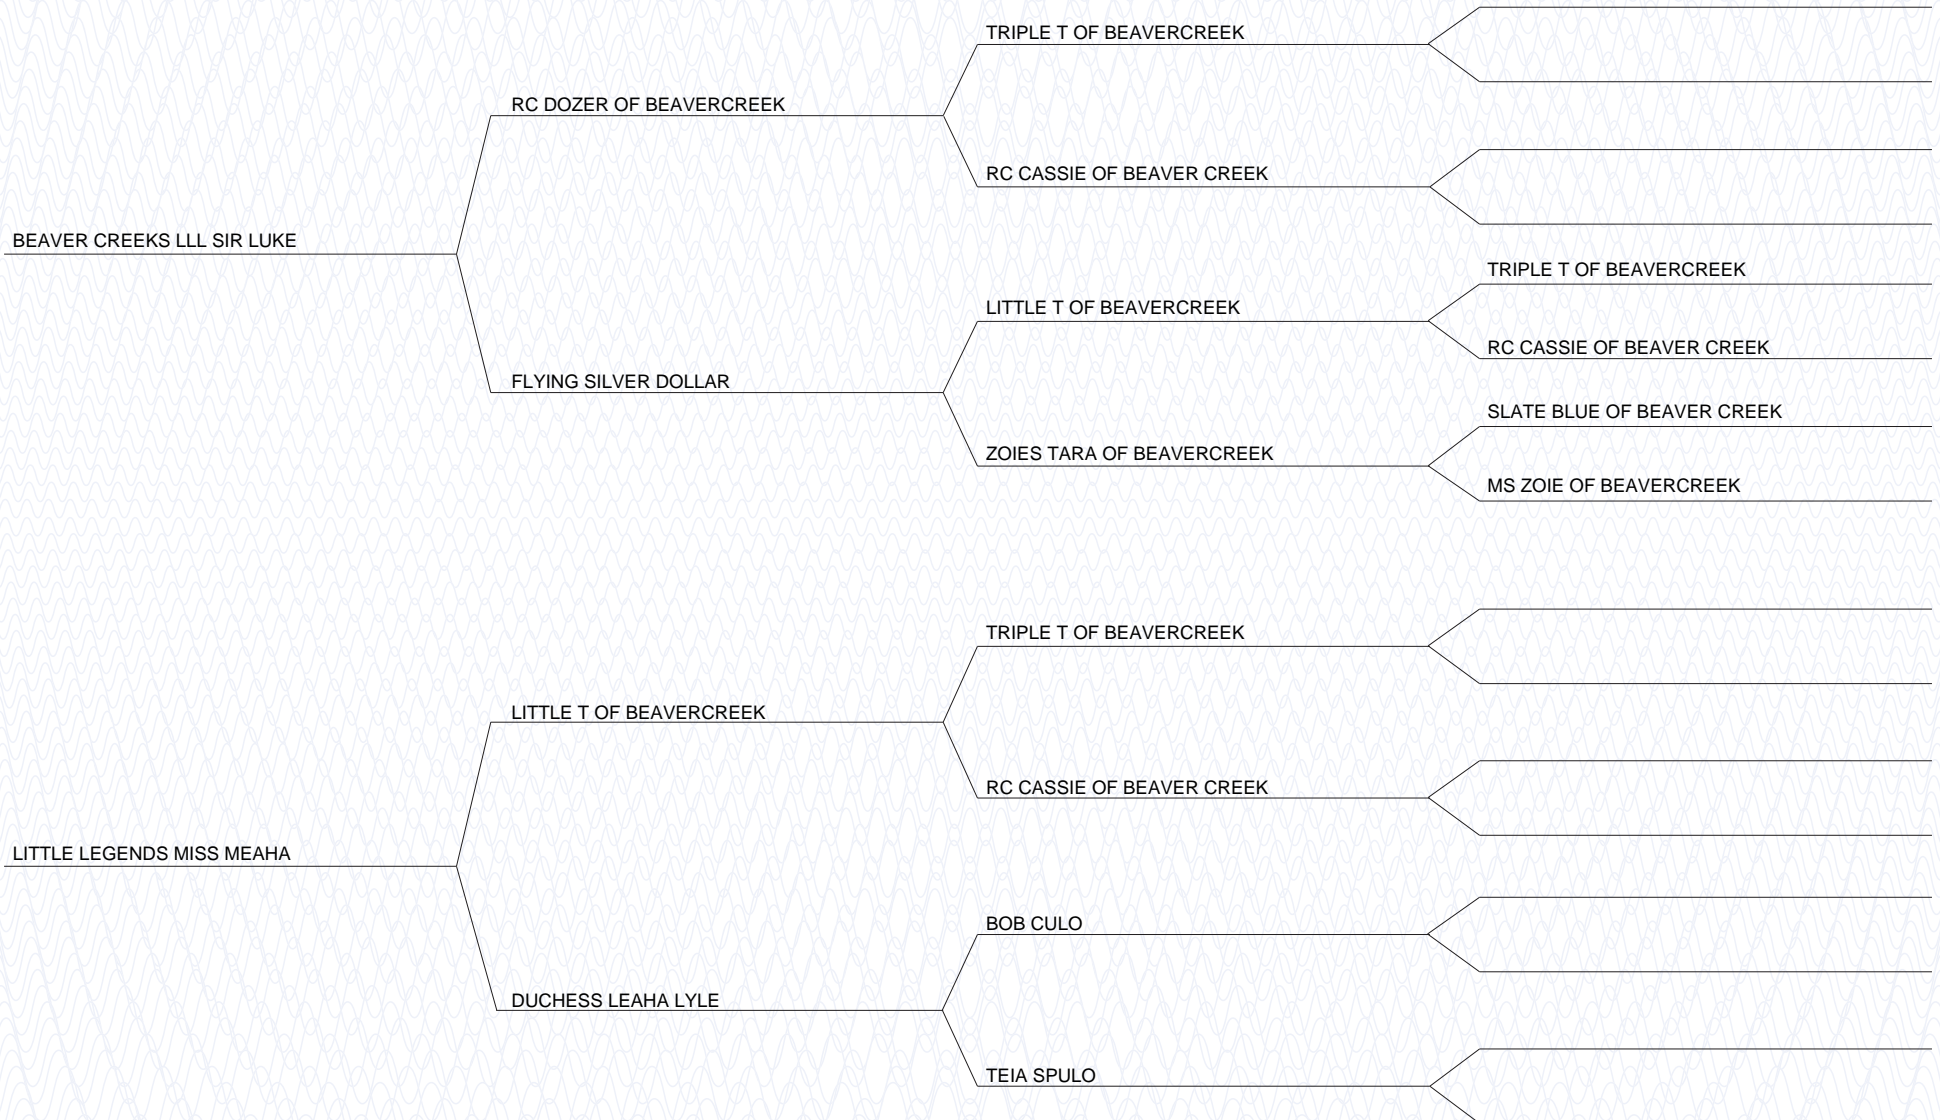 TRIPLE T OF BEAVERCREEK
RC DOZER OF BEAVERCREEK
RC CASSIE OF BEAVER CREEK
BEAVER CREEKS LLL SIR LUKE
TRIPLE T OF BEAVERCREEK
LITTLE T OF BEAVERCREEK
RC CASSIE OF BEAVER CREEK
FLYING SILVER DOLLAR
SLATE BLUE OF BEAVER CREEK
ZOIES TARA OF BEAVERCREEK
MS ZOIE OF BEAVERCREEK
TRIPLE T OF BEAVERCREEK
LITTLE T OF BEAVERCREEK
RC CASSIE OF BEAVER CREEK
LITTLE LEGENDS MISS MEAHA
BOB CULO
DUCHESS LEAHA LYLE
TEIA SPULO